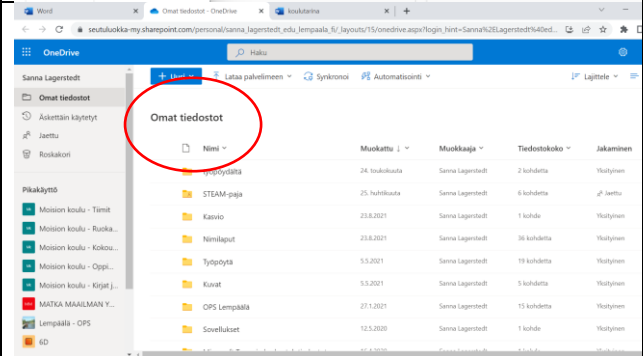 Word
Omat tiedostot - OneDrive
koulutarina
seutuluokka-my.sharepoint.com/personal/sanna_lagerstedt_edu_lempaala_fi/_layouts/15/onedrive.aspx?login_hint=Sanna%2ELagerstedt%40ed...
OneDrive
Haku
Sanna Lagerstedt
+ Uusi
Lataa palvelimeen
Synkronoi
Automatisointi
Lajittele
Omat tiedostot
Äskettäin käytetyt
Jaettu
Roskakori
Pikakäyttö
Moision koulu - Tiimit
Moision koulu - Ruoka...
Moision koulu - Kokou...
Moision koulu - Oppi...
Moision koulu - Kirjat j...
MATKA MAAILMAN Y...
Lempäälä - OPS
6D
Omat tiedostot
Nimi Muokattu ↓ Muokkaaja Tiedostokoko Jakaminen
Työpöydältä 24. toukokuuta Sanna Lagerstedt 2 kohdetta Yksityinen
STEAM-paja 25. huhtikuuta Sanna Lagerstedt 6 kohdetta Jaettu
Kasvio 23.8.2021 Sanna Lagerstedt 1 kohde Yksityinen
Nimilaput 23.8.2021 Sanna Lagerstedt 36 kohdetta Yksityinen
Työpöytä 5.5.2021 Sanna Lagerstedt 19 kohdetta Yksityinen
Kuvat 5.5.2021 Sanna Lagerstedt 5 kohdetta Yksityinen
OPS Lempäälä 27.1.2021 Sanna Lagerstedt 15 kohdetta Yksityinen
Sovellukset 12.5.2020 Sanna Lagerstedt 1 kohde Yksityinen